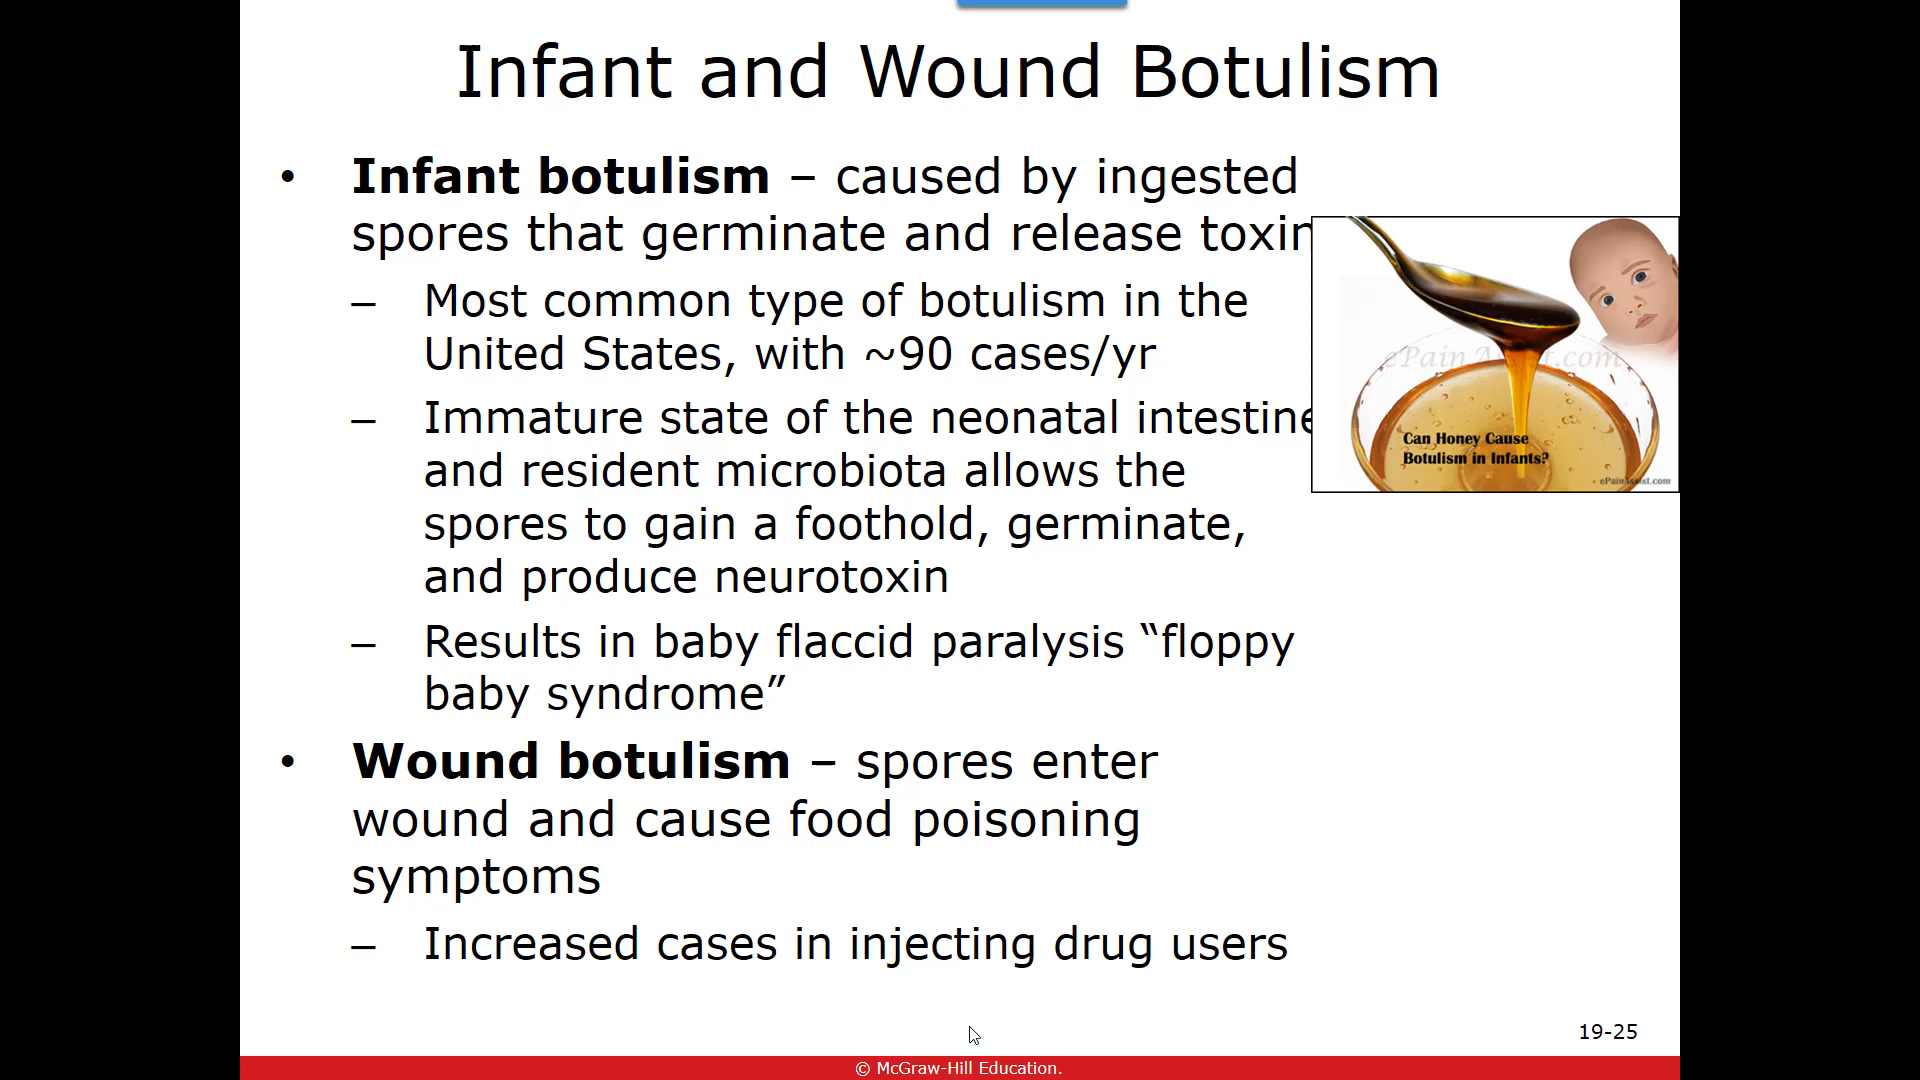 Infant and Wound Botulism
• Infant botulism – caused by ingested
spores that germinate and release toxin
– Most common type of botulism in the
United States, with ~90 cases/yr
– Immature state of the neonatal intestine
and resident microbiota allows the
spores to gain a foothold, germinate,
and produce neurotoxin
– Results in baby flaccid paralysis “floppy
baby syndrome”
• Wound botulism – spores enter
wound and cause food poisoning
symptoms
– Increased cases in injecting drug users
ePainAssist.com
Can Honey Cause
Botulism in Infants?
ePainAssist.com
19-25
© McGraw-Hill Education.